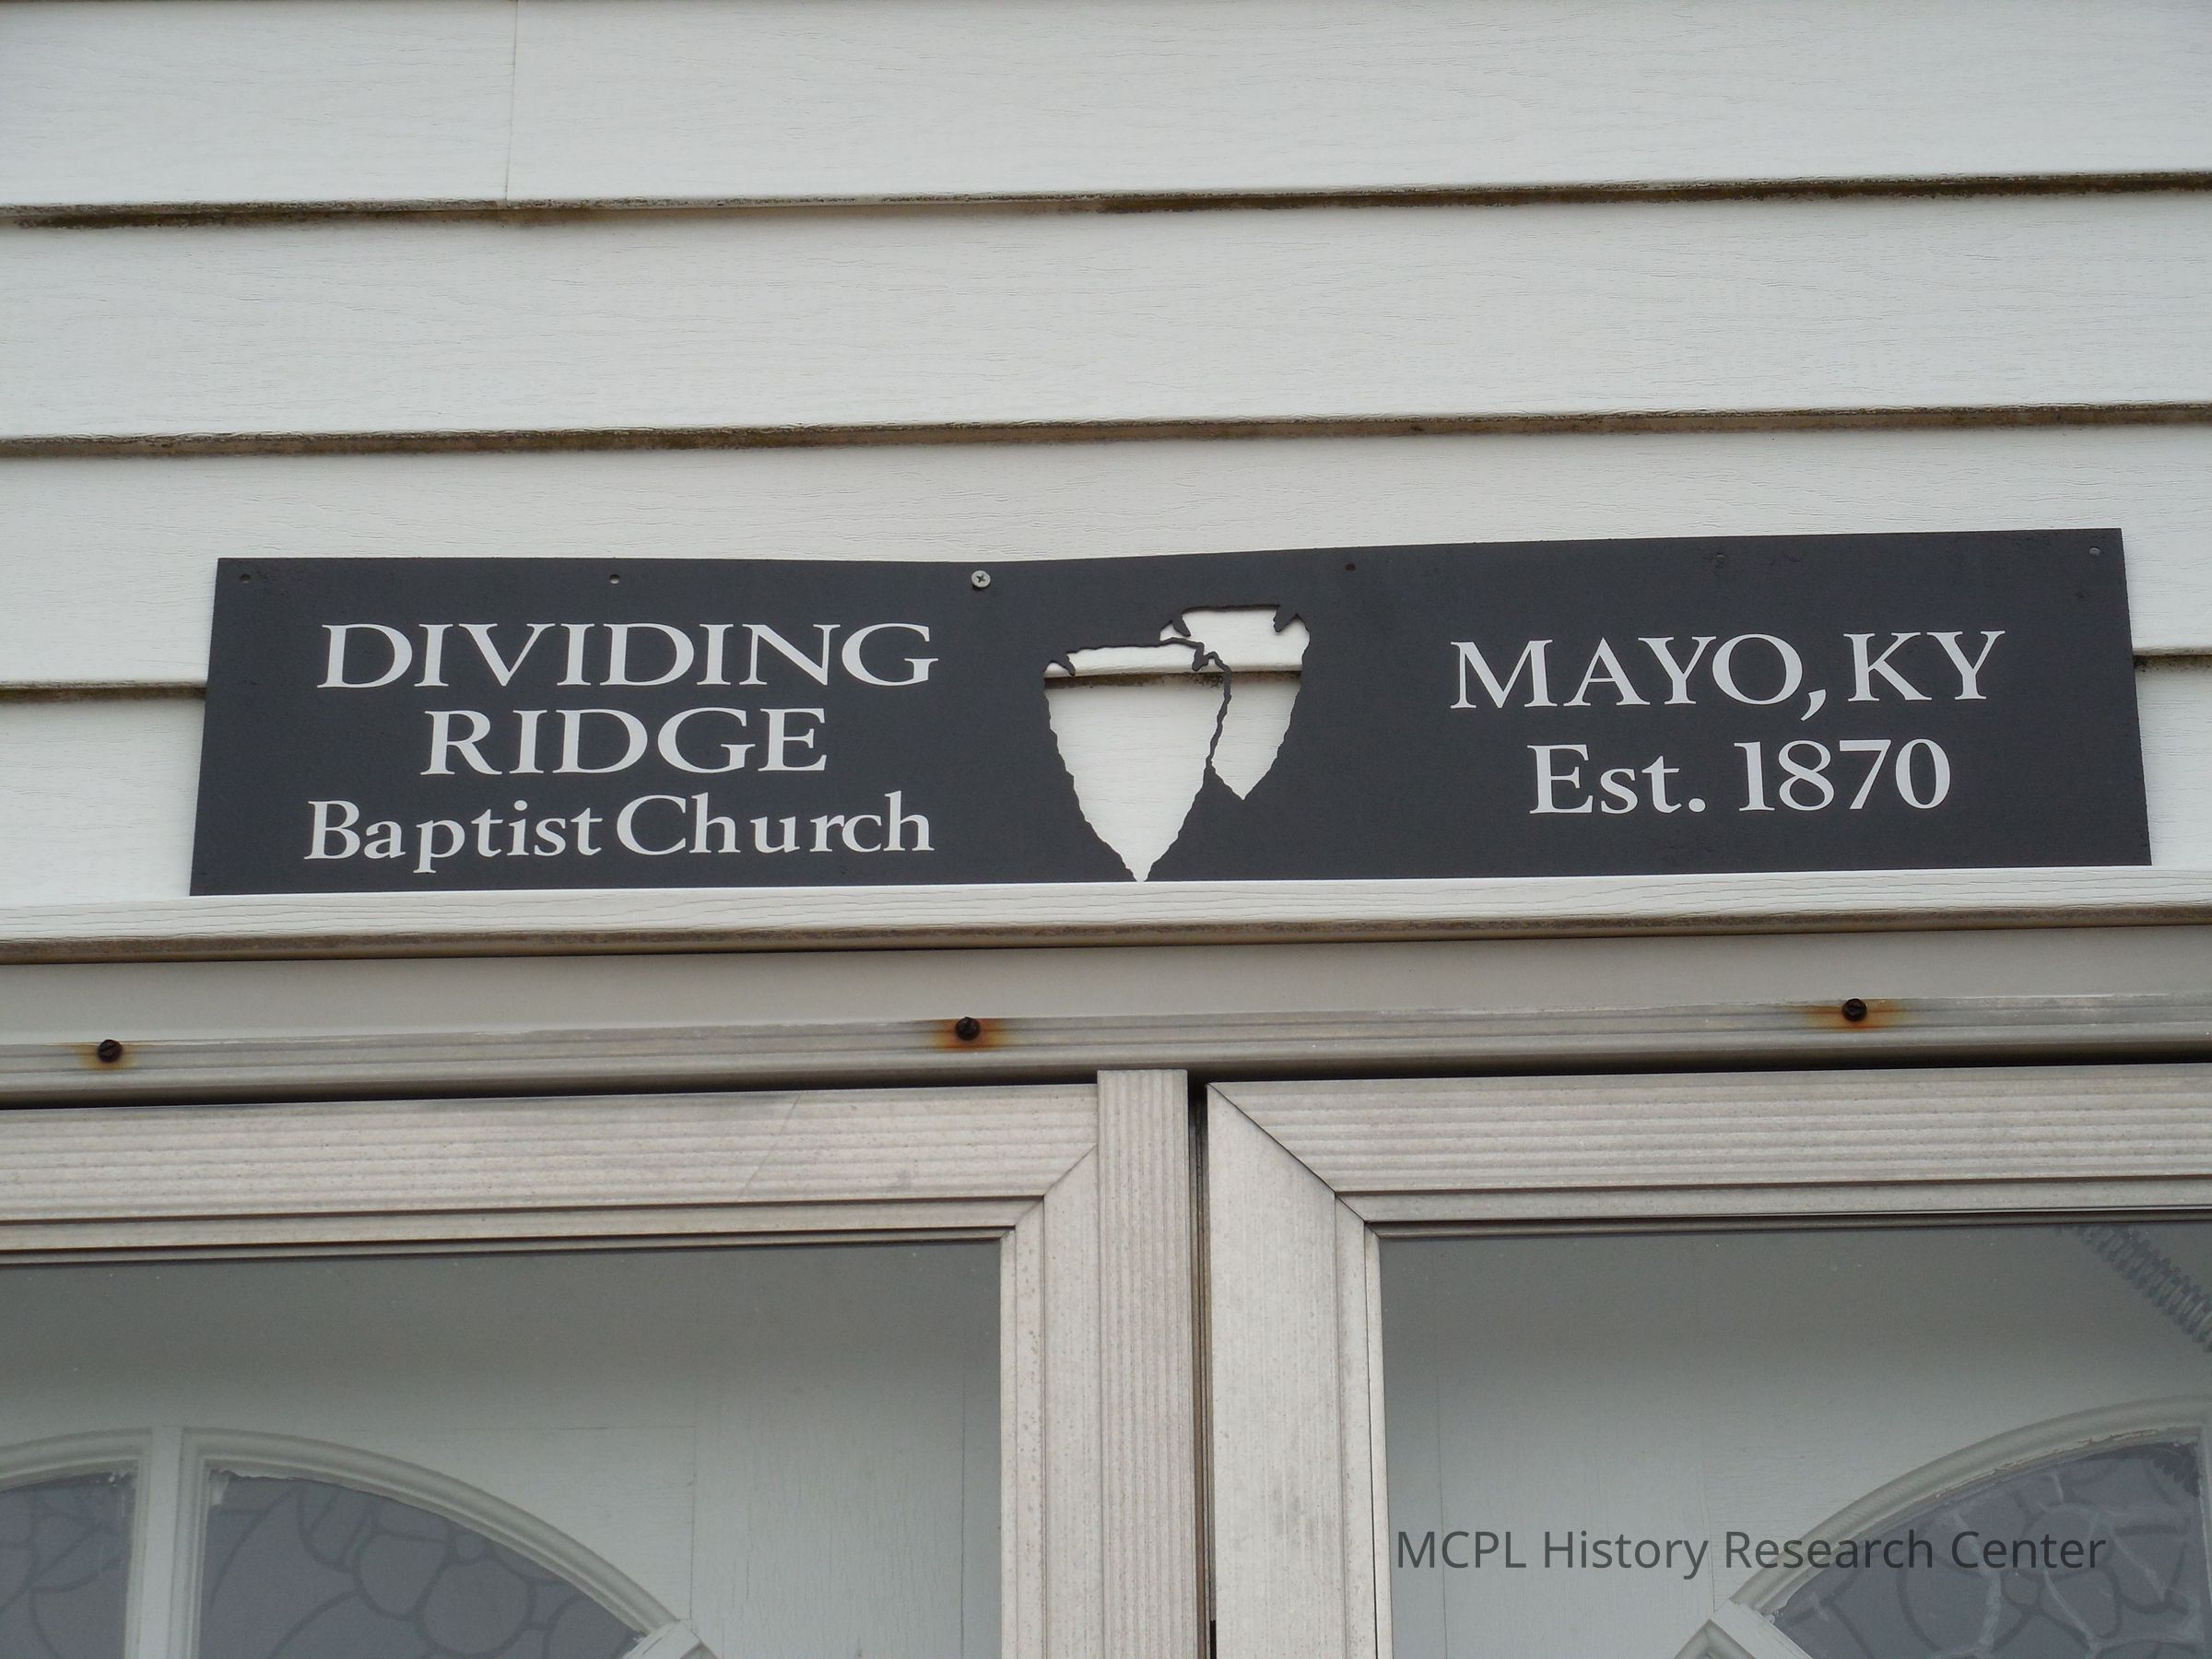 DIVIDING
RIDGE
Baptist Church
MAYO, KY
Est. 1870
MCPL History Research Center